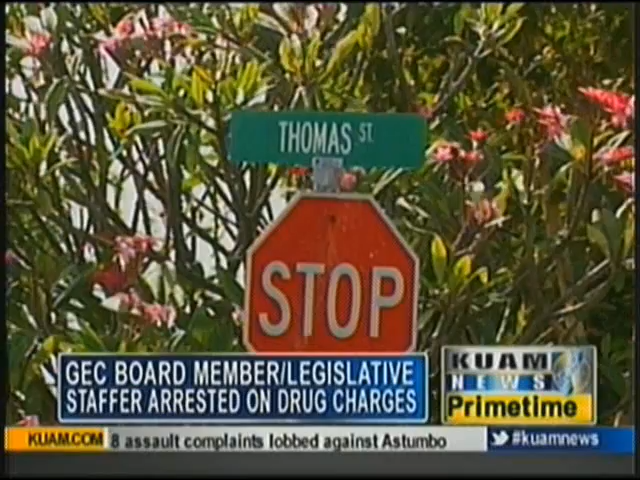 THOMAS ST.
STOP
GEC BOARD MEMBER/LEGISLATIVE
STAFFER ARRESTED ON DRUG CHARGES
KUAM
NEWS
Primetime
KUAM.COM 8 assault complaints lobbed against Astumbo #kuamnews